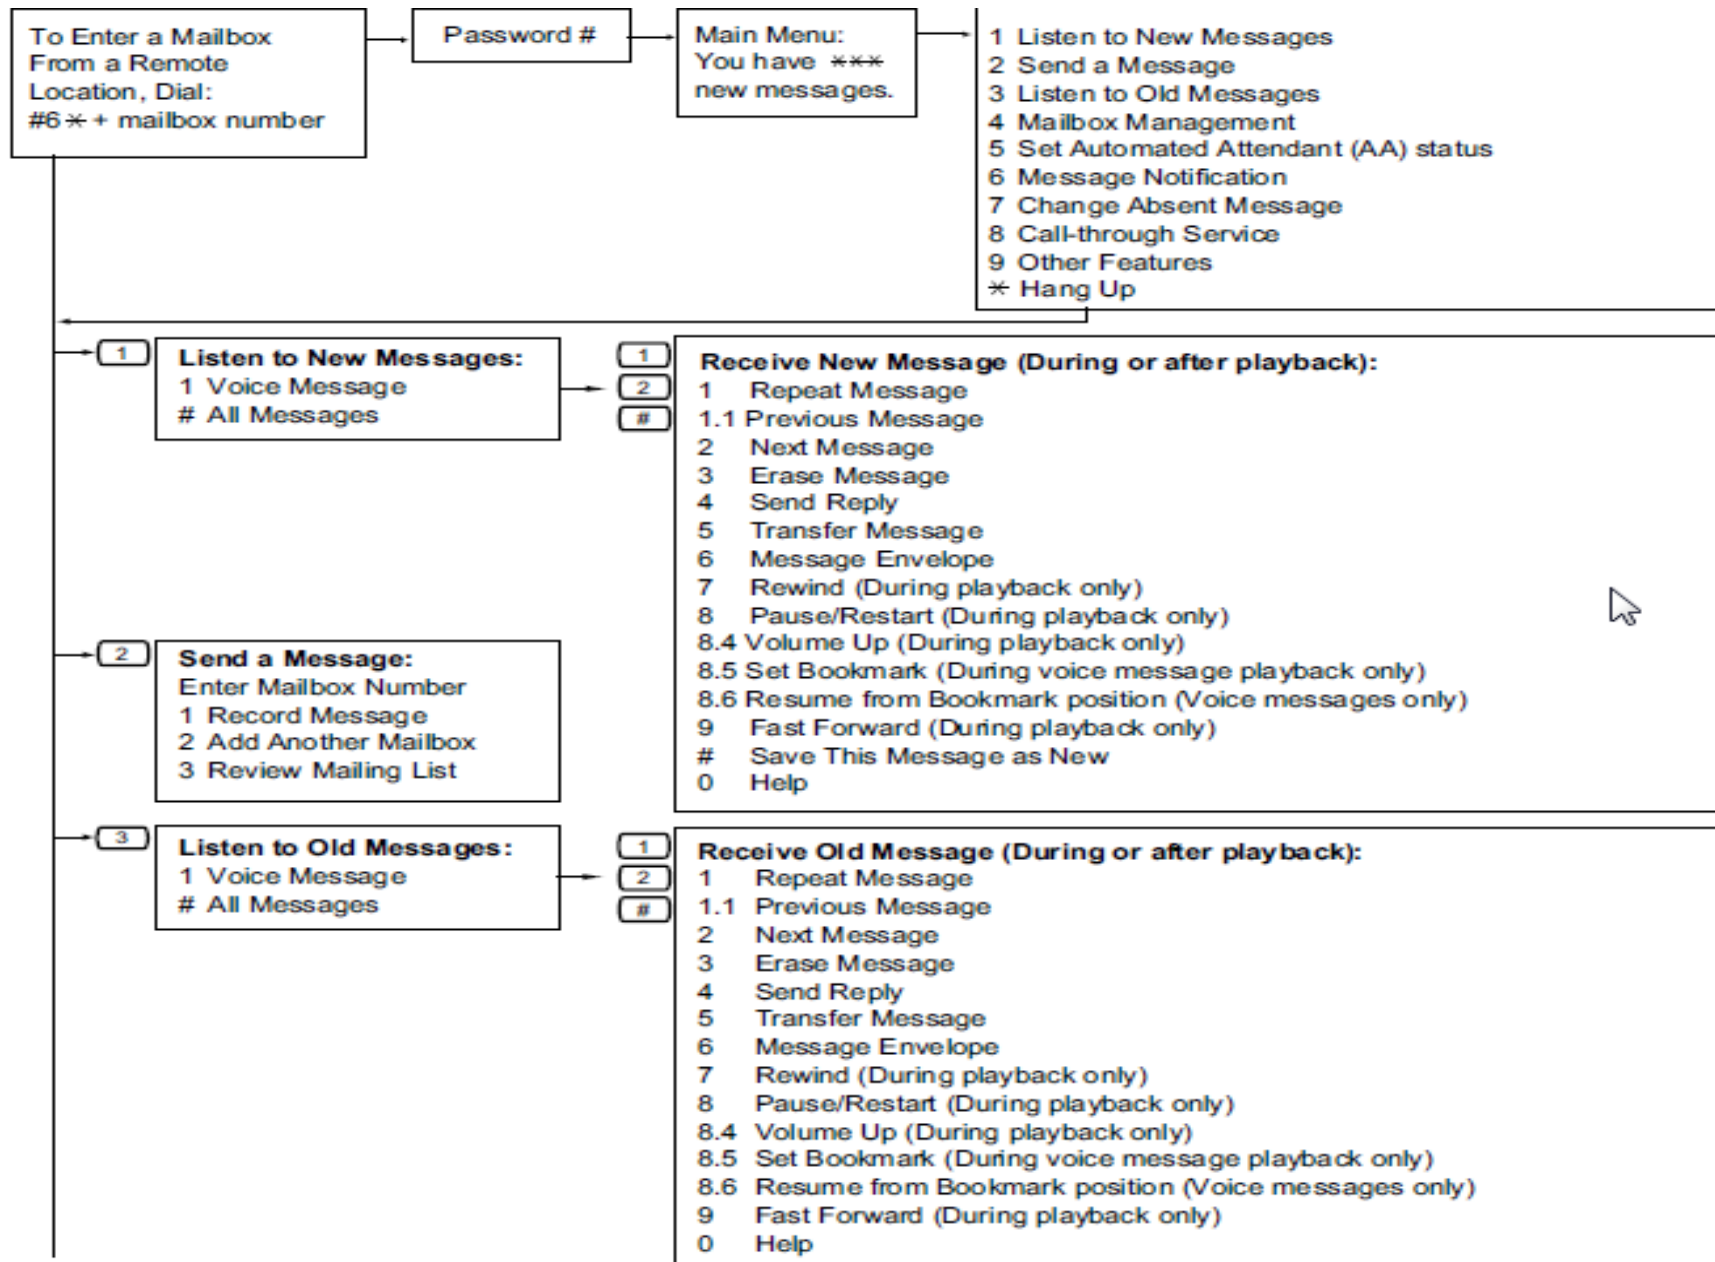 To Enter a Mailbox
From a Remote
Location, Dial:
#6* + mailbox number
Password #
Main Menu:
You have ***
new messages.
1 Listen to New Messages
2 Send a Message
3 Listen to Old Messages
4 Mailbox Management
5 Set Automated Attendant (AA) status
6 Message Notification
7 Change Absent Message
8 Call-through Service
9 Other Features
* Hang Up
1
Listen to New Messages:
1 Voice Message
# All Messages
1
2
#
Receive New Message (During or after playback):
1 Repeat Message
1.1 Previous Message
2 Next Message
3 Erase Message
4 Send Reply
5 Transfer Message
6 Message Envelope
7 Rewind (During playback only)
8 Pause/Restart (During playback only)
8.4 Volume Up (During playback only)
8.5 Set Bookmark (During voice message playback only)
8.6 Resume from Bookmark position (Voice messages only)
9 Fast Forward (During playback only)
# Save This Message as New
0 Help
2
Send a Message:
Enter Mailbox Number
1 Record Message
2 Add Another Mailbox
3 Review Mailing List
3
Listen to Old Messages:
1 Voice Message
# All Messages
1
2
#
Receive Old Message (During or after playback):
1 Repeat Message
1.1 Previous Message
2 Next Message
3 Erase Message
4 Send Reply
5 Transfer Message
6 Message Envelope
7 Rewind (During playback only)
8 Pause/Restart (During playback only)
8.4 Volume Up (During playback only)
8.5 Set Bookmark (During voice message playback only)
8.6 Resume from Bookmark position (Voice messages only)
9 Fast Forward (During playback only)
0 Help